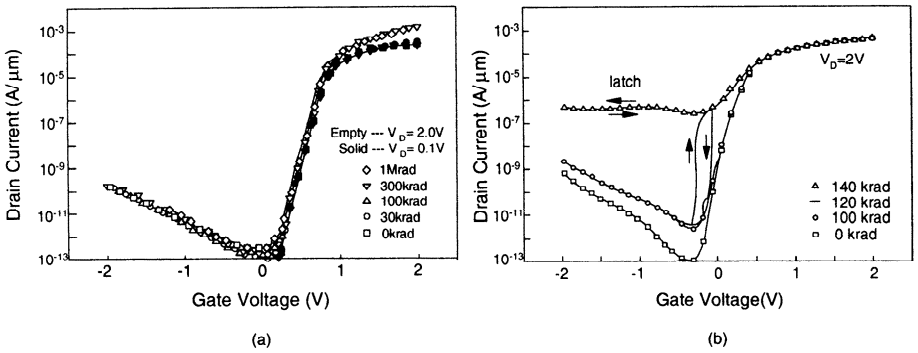 Drain Current (A/μm)
10-3
10-5
10-7
10-9
10-11
10-13
Empty --- VD= 2.0V
Solid --- VD= 0.1V
1Mrad
300krad
100krad
30krad
0krad
-2
-1
0
1
2
Gate Voltage (V)
(a)
Drain Current (A/μm)
10-3
10-5
10-7
10-9
10-11
10-13
VD=2V
latch
140 krad
120 krad
100 krad
0 krad
-2
-1
0
1
2
Gate Voltage(V)
(b)